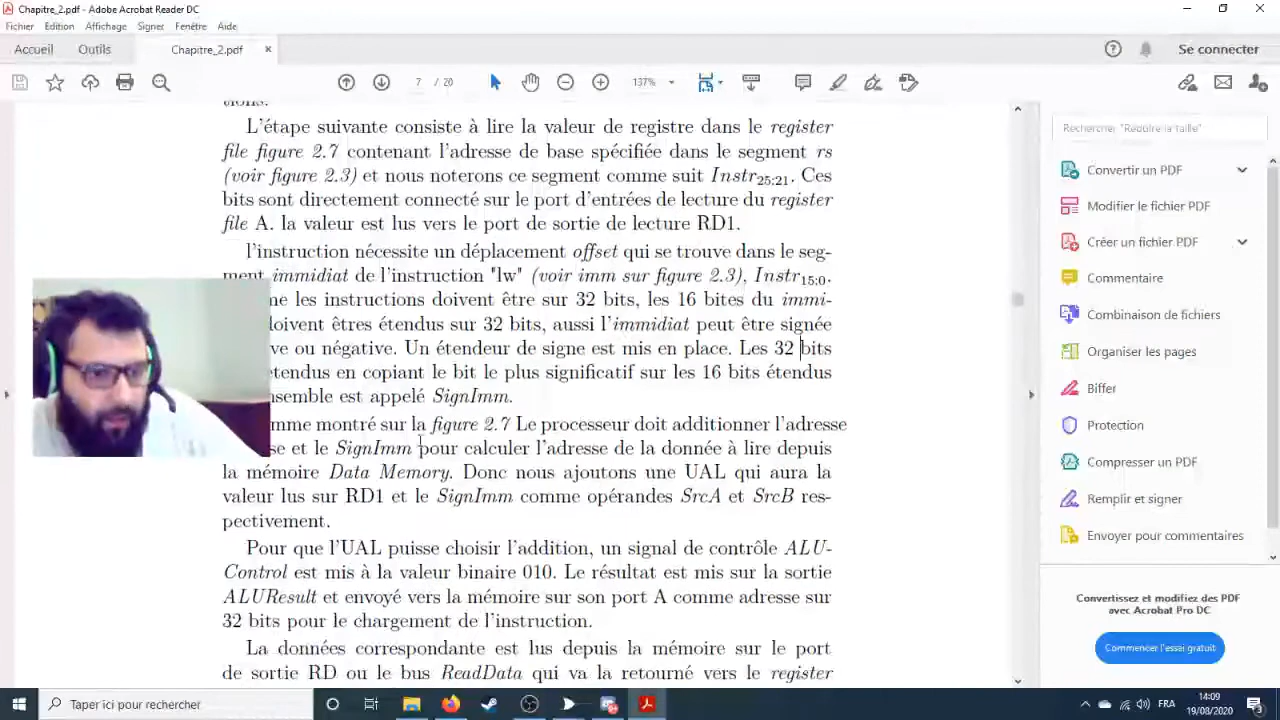 Chapitre_2.pdf - Adobe Acrobat Reader DC
Fichier Edition Affichage Signer Fenêtre Aide
Accueil Outils Chapitre_2.pdf × Se connecter
7 / 20 137%
tions.
L'étape suivante consiste à lire la valeur de registre dans le register
file figure 2.7 contenant l'adresse de base spécifiée dans le segment rs
(voir figure 2.3) et nous noterons ce segment comme suit Instr25:21. Ces
bits sont directement connecté sur le port d'entrées de lecture du register
file A. la valeur est lus vers le port de sortie de lecture RD1.
l'instruction nécessite un déplacement offset qui se trouve dans le seg-
ment immidiat de l'instruction "lw" (voir imm sur figure 2.3), Instr15:0.
les instructions doivent être sur 32 bits, les 16 bites du immi-
doivent êtres étendus sur 32 bits, aussi l'immidiat peut être signée
ve ou négative. Un étendeur de signe est mis en place. Les 32 bits
etendus en copiant le bit le plus significatif sur les 16 bits étendus
nsemble est appelé SignImm.
mme montré sur la figure 2.7 Le processeur doit additionner l'adresse
se et le SignImm pour calculer l'adresse de la donnée à lire depuis
la mémoire Data Memory. Donc nous ajoutons une UAL qui aura la
valeur lus sur RD1 et le SignImm comme opérandes SrcA et SrcB res-
pectivement.
Pour que l'UAL puisse choisir l'addition, un signal de contrôle ALU-
Control est mis à la valeur binaire 010. Le résultat est mis sur la sortie
ALUResult et envoyé vers la mémoire sur son port A comme adresse sur
32 bits pour le chargement de l'instruction.
La données correspondante est lus depuis la mémoire sur le port
de sortie RD ou le bus ReadData qui va la retourné vers le register
Rechercher "Réduire la taille"
Convertir un PDF
Modifier le fichier PDF
Créer un fichier PDF
Commentaire
Combinaison de fichiers
Organiser les pages
Biffer
Protection
Compresser un PDF
Remplir et signer
Envoyer pour commentaires
Convertissez et modifiez des PDF
avec Acrobat Pro DC
Commencer l'essai gratuit
Taper ici pour rechercher
FRA
14:09
19/08/2020